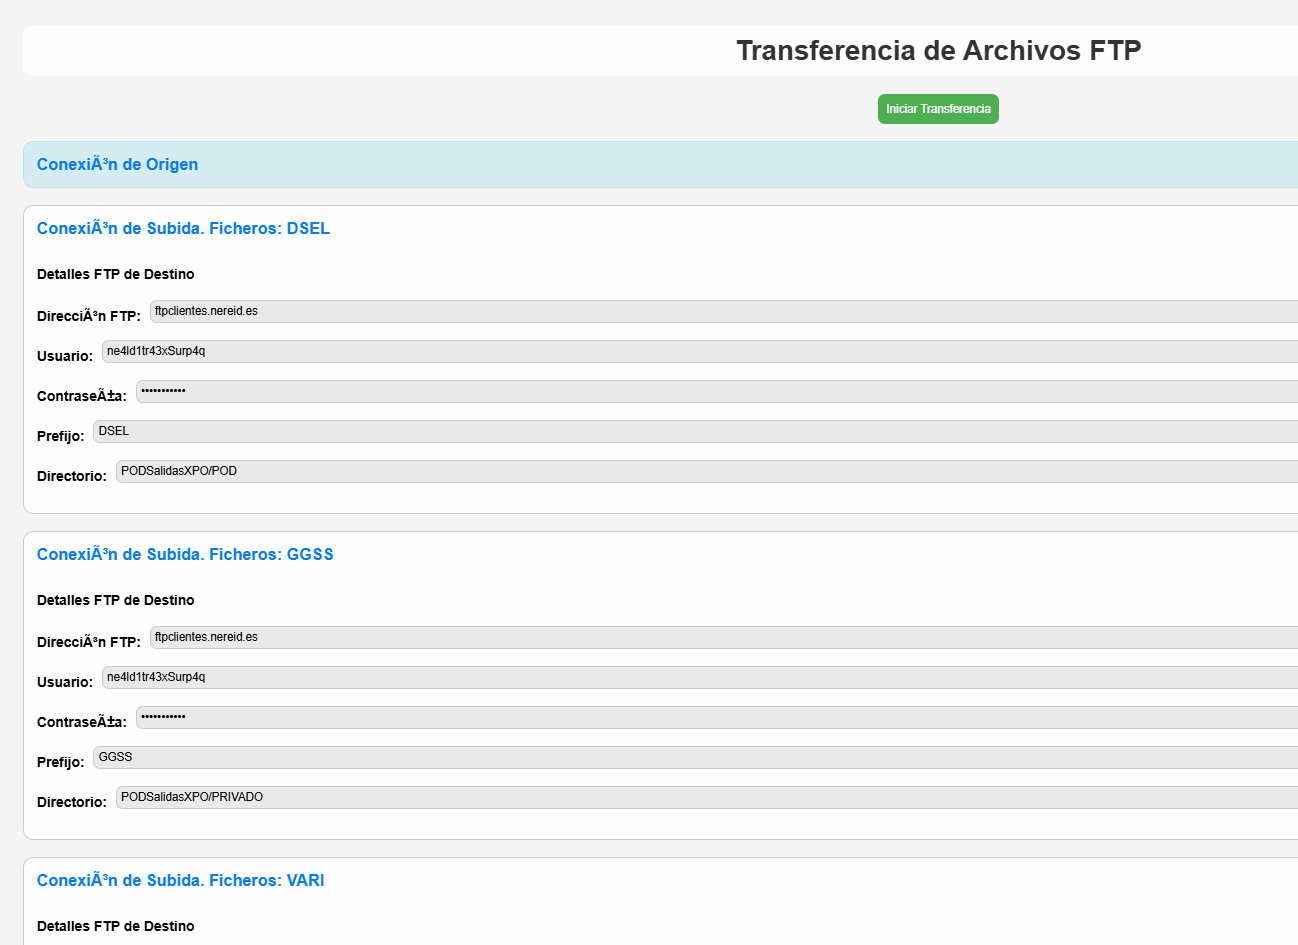 Transferencia de Archivos FTP
Iniciar Transferencia
ConexiÃ³n de Origen
ConexiÃ³n de Subida. Ficheros: DSEL
Detalles FTP de Destino
DirecciÃ³n FTP: ftpclientes.nereid.es
Usuario: ne4ld1tr43xSurp4q
ContraseÃ±a: •••••••••••
Prefijo: DSEL
Directorio: PODSalidasXPO/POD
ConexiÃ³n de Subida. Ficheros: GGSS
Detalles FTP de Destino
DirecciÃ³n FTP: ftpclientes.nereid.es
Usuario: ne4ld1tr43xSurp4q
ContraseÃ±a: •••••••••••
Prefijo: GGSS
Directorio: PODSalidasXPO/PRIVADO
ConexiÃ³n de Subida. Ficheros: VARI
Detalles FTP de Destino